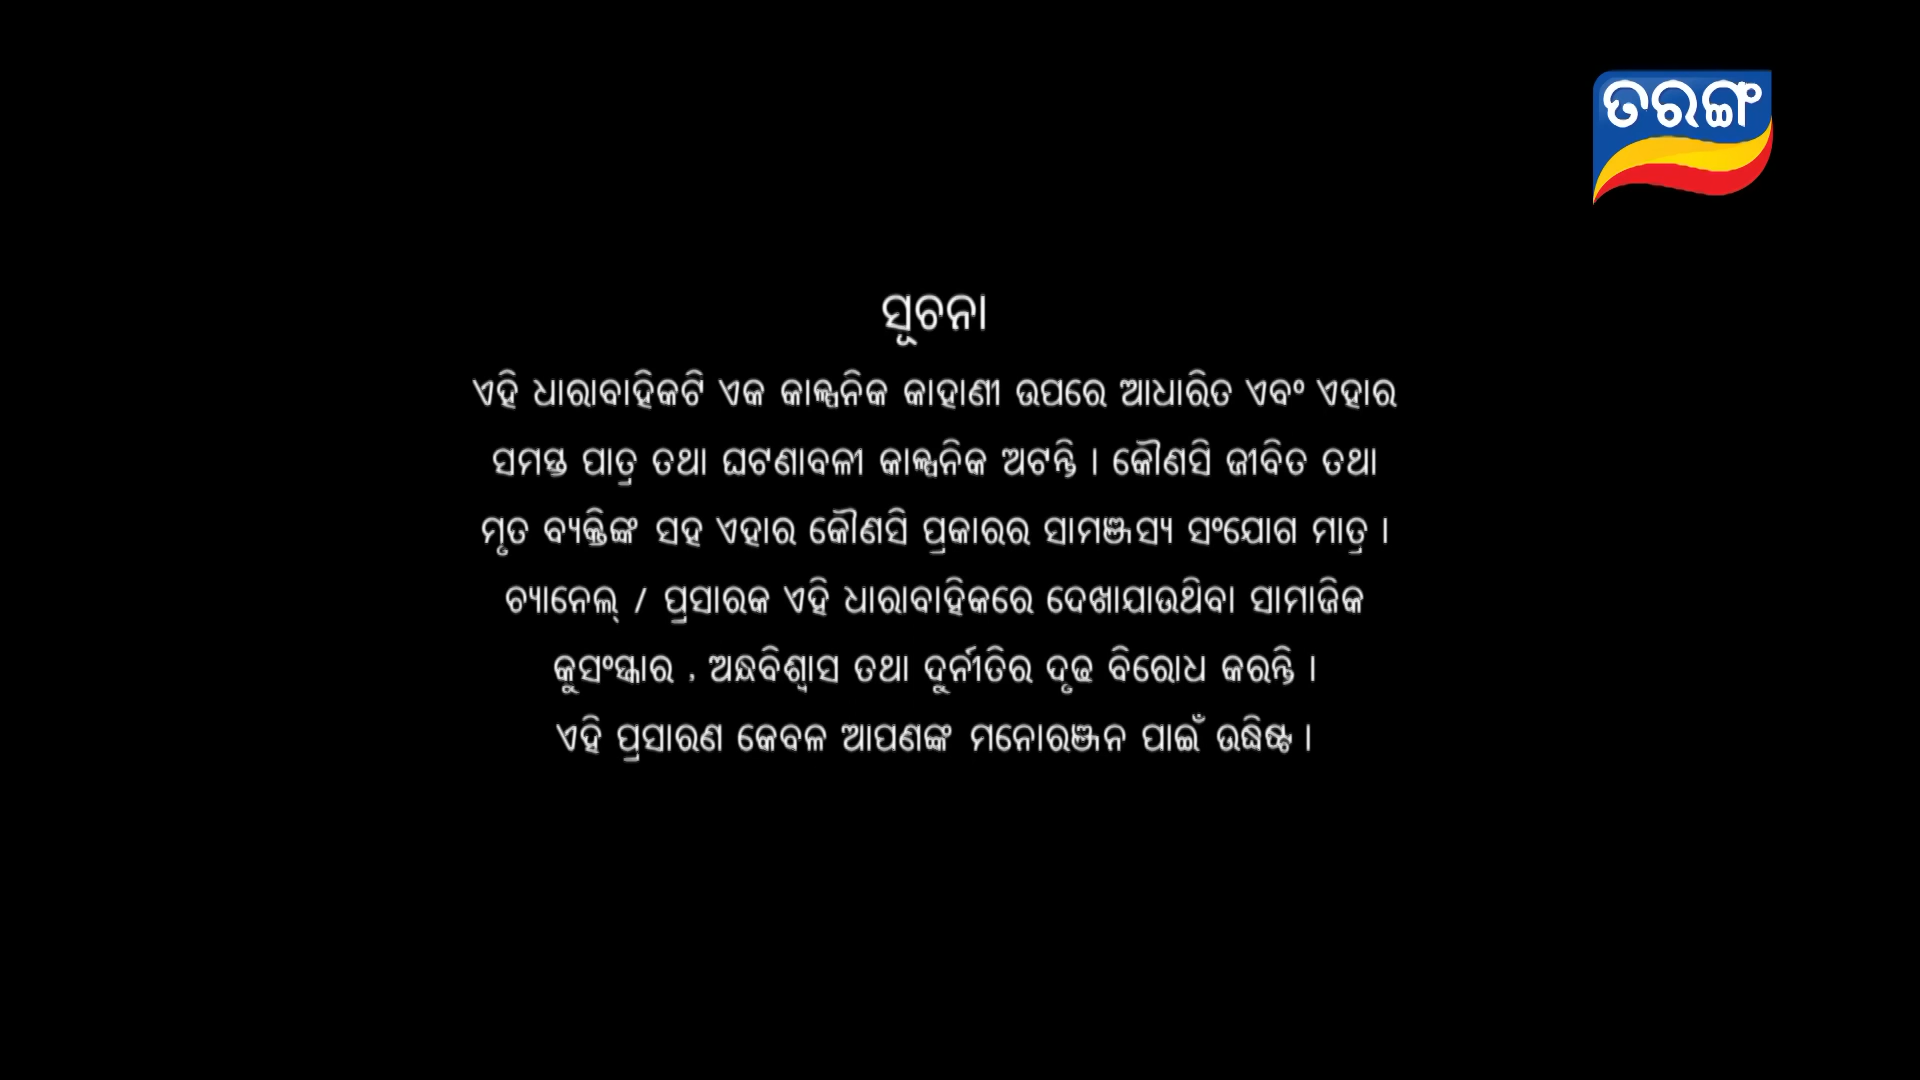 ତରଙ୍ଗ
ସୂଚନା
ଏହି ଧାରାବାହିକଟି ଏକ କାଳ୍ପନିକ କାହାଣୀ ଉପରେ ଆଧାରିତ ଏବଂ ଏହାର
ସମସ୍ତ ପାତ୍ର ତଥା ଘଟଣାବଳୀ କାଳ୍ପନିକ ଅଟନ୍ତି । କୌଣସି ଜୀବିତ ତଥା
ମୃତ ବ୍ୟକ୍ତିଙ୍କ ସହ ଏହାର କୌଣସି ପ୍ରକାରର ସାମଞ୍ଜସ୍ୟ ସଂଯୋଗ ମାତ୍ର ।
ଚ୍ୟାନେଲ୍ / ପ୍ରସାରକ ଏହି ଧାରାବାହିକରେ ଦେଖାଯାଉଥିବା ସାମାଜିକ
କୁସଂସ୍କାର , ଅନ୍ଧବିଶ୍ୱାସ ତଥା ଦୁର୍ନୀତିର ଦୃଢ ବିରୋଧ କରନ୍ତି ।
ଏହି ପ୍ରସାରଣ କେବଳ ଆପଣଙ୍କ ମନୋରଞ୍ଜନ ପାଇଁ ଉଦ୍ଧିଷ୍ଟ ।